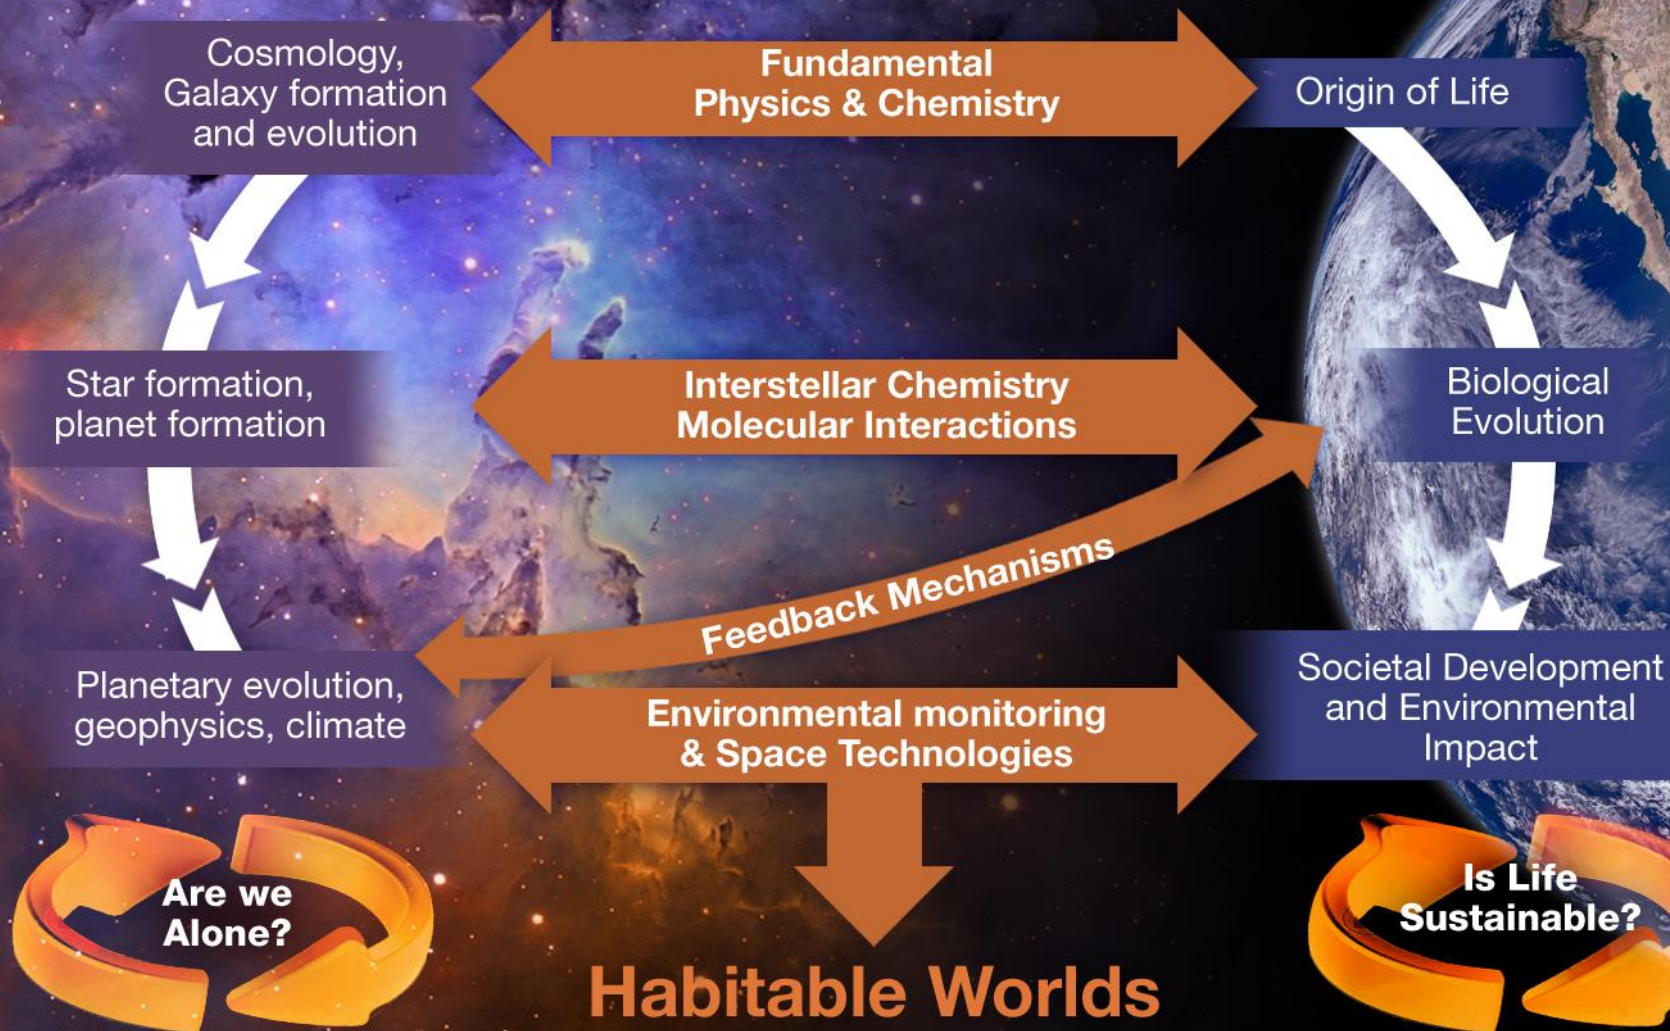 Cosmology,
Galaxy formation
and evolution
Fundamental
Physics & Chemistry
Origin of Life
Star formation,
planet formation
Interstellar Chemistry
Molecular Interactions
Biological
Evolution
Feedback Mechanisms
Planetary evolution,
geophysics, climate
Environmental monitoring
& Space Technologies
Societal Development
and Environmental
Impact
Are we
Alone?
Is Life
Sustainable?
Habitable Worlds